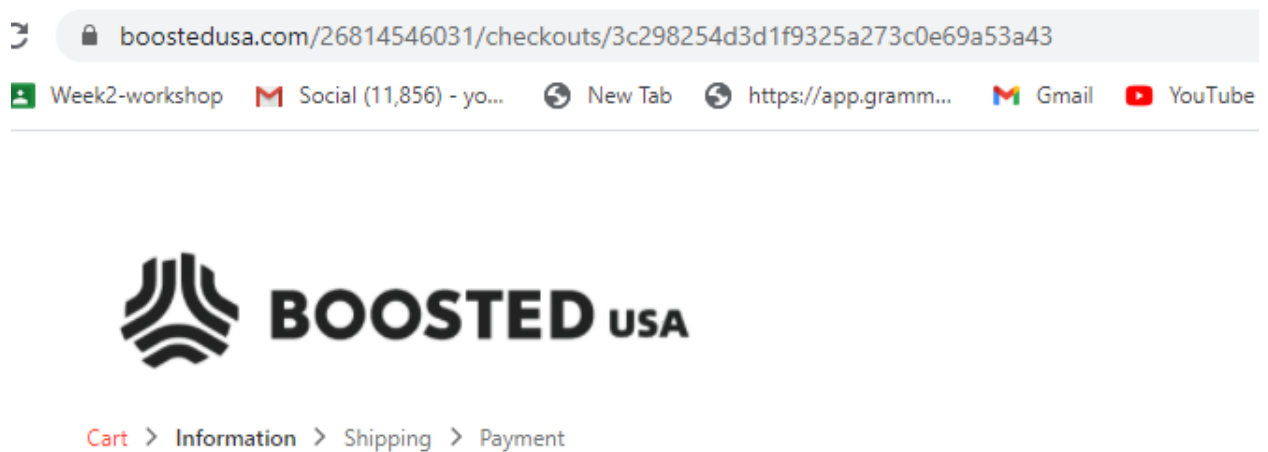 boostedusa.com/26814546031/checkouts/3c298254d3d1f9325a273c0e69a53a43
Week2-workshop Social (11,856) - yo... New Tab https://app.gramm... Gmail YouTube
BOOSTED USA
Cart > Information > Shipping > Payment